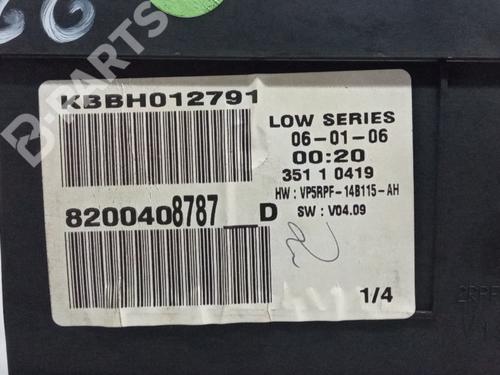 B-PARTS
KBBH012791
LOW SERIES
06-01-06
00:20
351 1 0419
HW : VP5RPF-14B115-AH
8200408787__D
SW : V04.09
1/4